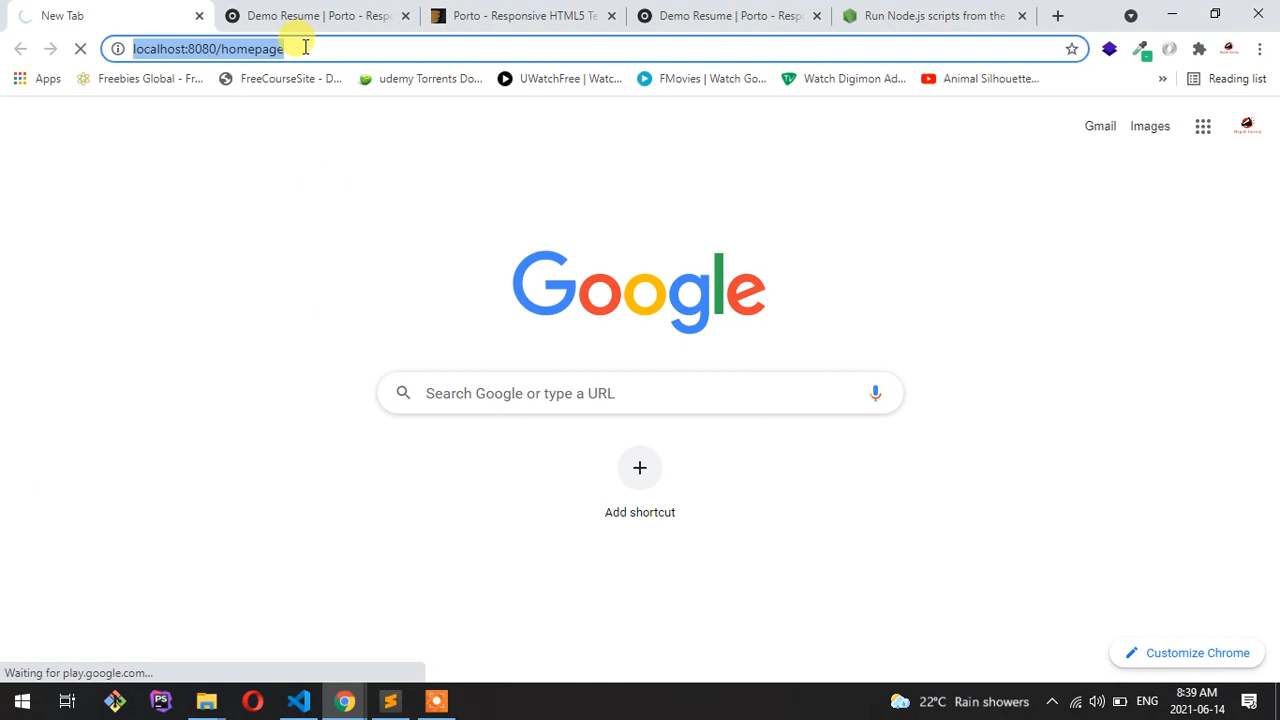 New Tab
Demo Resume | Porto - Resp
Porto - Responsive HTML5 Te
Demo Resume | Porto - Resp
Run Node.js scripts from the
localhost:8080/homepage
Apps
Freebies Global - Fr...
FreeCourseSite - D...
udemy Torrents Do...
UWatchFree | Watc...
FMovies | Watch Go...
Watch Digimon Ad...
Animal Silhouette...
»
Reading list
Gmail
Images
Google
Search Google or type a URL
Add shortcut
Customize Chrome
Waiting for play.google.com...
22°C Rain showers
ENG
8:39 AM
2021-06-14